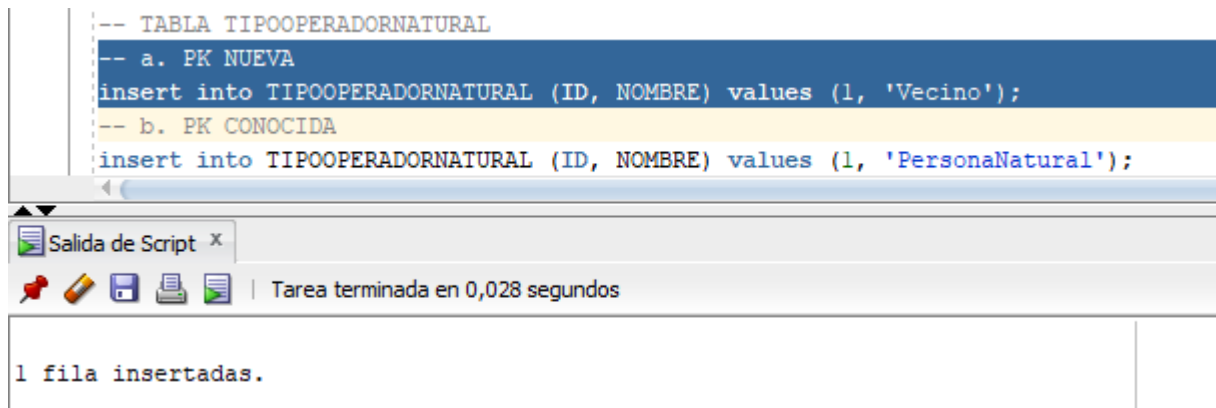 -- TABLA TIPOOPERADORNATURAL
-- a. PK NUEVA
insert into TIPOOPERADORNATURAL (ID, NOMBRE) values (1, 'Vecino');
-- b. PK CONOCIDA
insert into TIPOOPERADORNATURAL (ID, NOMBRE) values (1, 'PersonaNatural');
Salida de Script x
Tarea terminada en 0,028 segundos
1 fila insertadas.